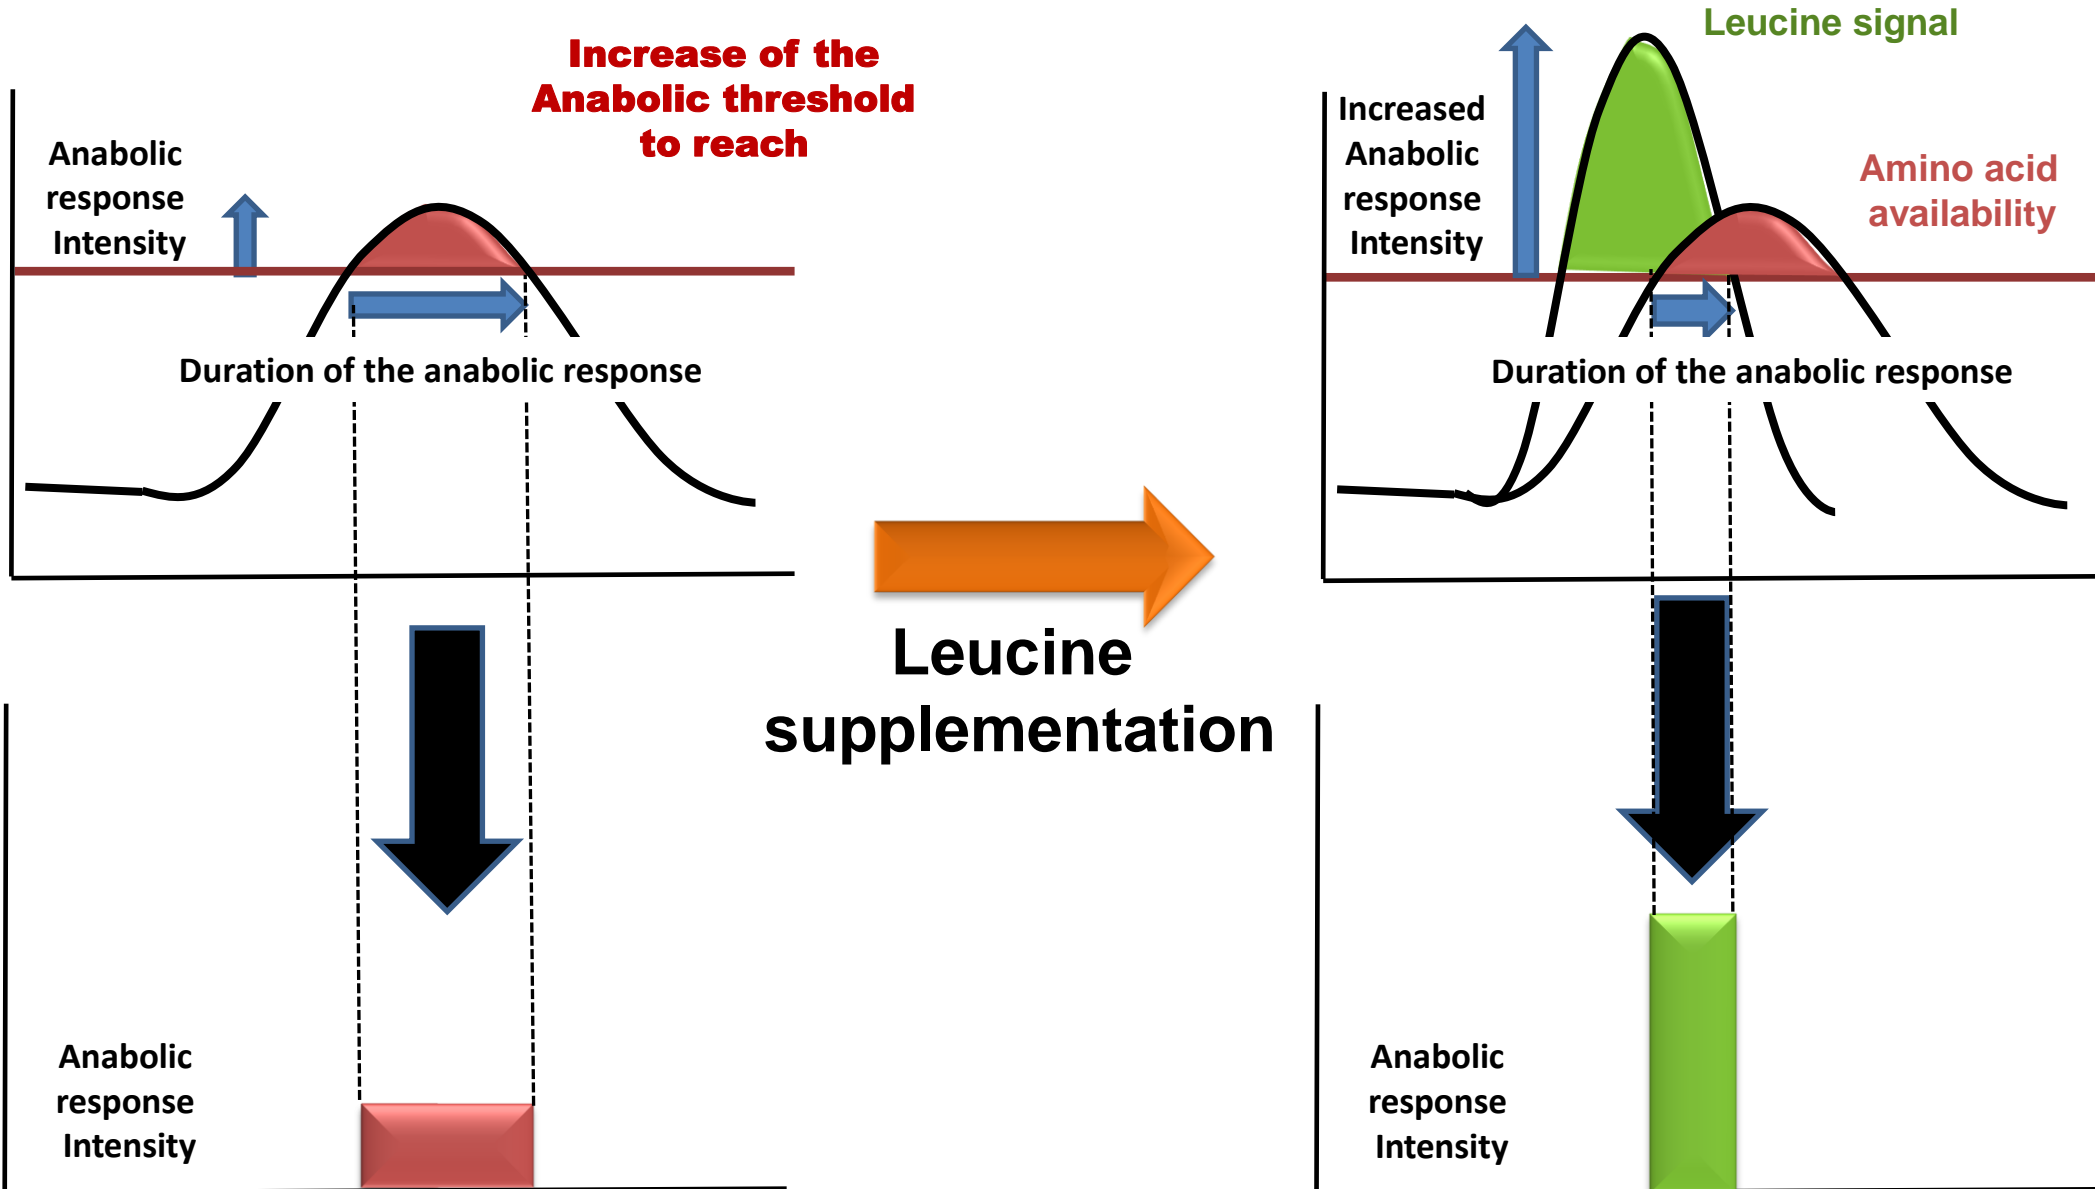 Increase of the
Anabolic threshold
to reach
Anabolic
response
Intensity
Duration of the anabolic response
Leucine
supplementation
Leucine signal
Increased
Anabolic
response
Intensity
Amino acid
availability
Duration of the anabolic response
Anabolic
response
Intensity
Anabolic
response
Intensity